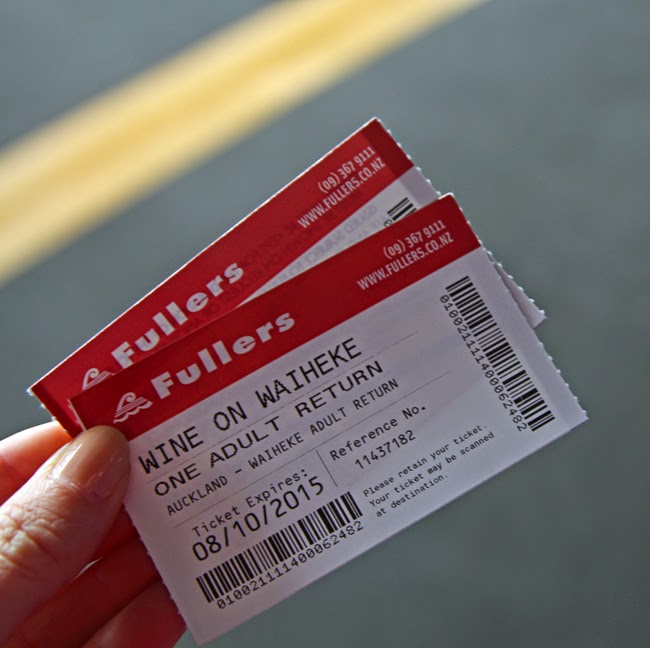 (09) 367 9111
WWW.FULLERS.CO.NZ
Fullers
(09) 367 9111
WWW.FULLERS.CO.NZ
Fullers
WINE ON WAIHEKE
ONE ADULT RETURN
AUCKLAND - WAIHEKE ADULT RETURN
Ticket Expires:
08/10/2015
Reference No.
11437182
Please retain your ticket.
Your ticket may be scanned
at destination.
01002111400062482
01002111400062482